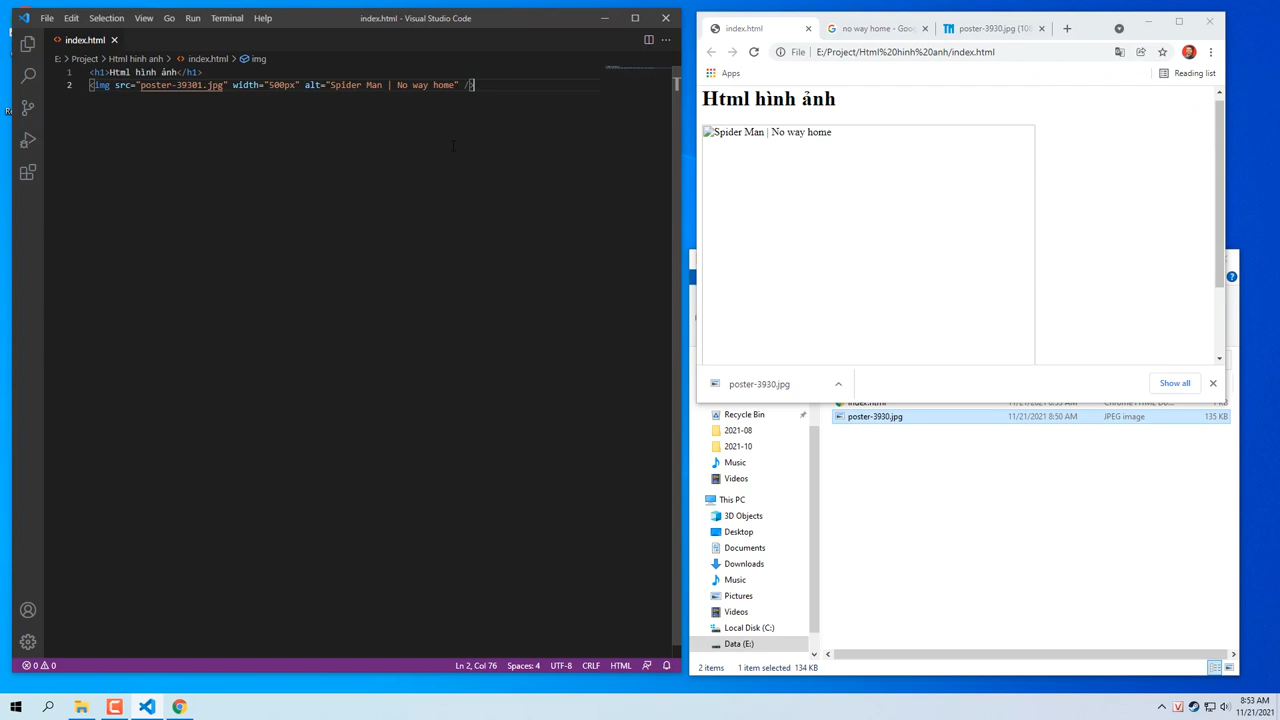 File Edit Selection View Go Run Terminal Help
index.html - Visual Studio Code
index.html
E: > Project > Html hinh anh > index.html > img
1 <h1>Html hình ảnh</h1>
2 <img src="poster-39301.jpg" width="500px" alt="Spider Man | No way home" />
0 0
Ln 2, Col 76 Spaces: 4 UTF-8 CRLF HTML
index.html
no way home - Goo
poster-3930.jpg (10
File E:/Project/Html%20hinh%20anh/index.html
Apps
Reading list
Html hình ảnh
Spider Man | No way home
poster-3930.jpg
Show all
poster-3930.jpg 11/21/2021 8:50 AM JPEG image 135 KB
Recycle Bin
2021-08
2021-10
Music
Videos
This PC
3D Objects
Desktop
Documents
Downloads
Music
Pictures
Videos
Local Disk (C:)
Data (E:)
2 items 1 item selected 134 KB
8:53 AM
11/21/2021